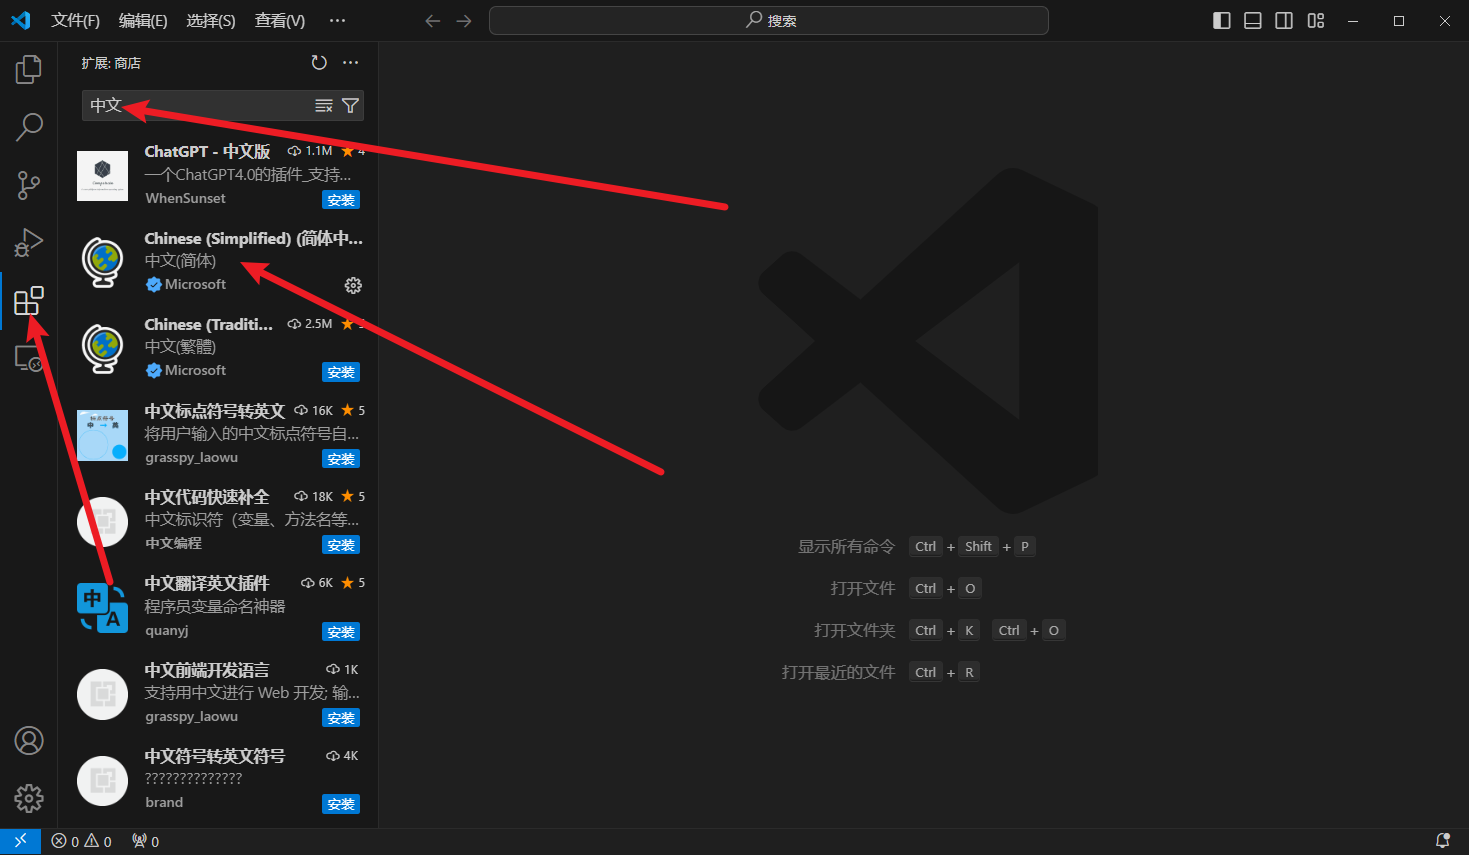 文件(F) 编辑(E) 选择(S) 查看(V) ··· 搜索
扩展: 商店
中文
ChatGPT - 中文版 1.1M ★ 4
一个ChatGPT4.0的插件_支持...
WhenSunset 安装
Chinese (Simplified) (简体中...
中文(简体)
Microsoft
Chinese (Traditi... 2.5M ★
中文(繁體)
Microsoft 安装
中文标点符号转英文 16K ★ 5
标点符号
中 → 英
将用户输入的中文标点符号自...
grasspy_laowu 安装
中文代码快速补全 18K ★ 5
中文标识符（变量、方法名等...
中文编程 安装
中文翻译英文插件 6K ★ 5
中 A
程序员变量命名神器
quanyj 安装
中文前端开发语言 1K
支持用中文进行 Web 开发; 输...
grasspy_laowu 安装
中文符号转英文符号 4K
??????????????
brand 安装
显示所有命令 Ctrl + Shift + P
打开文件 Ctrl + O
打开文件夹 Ctrl + K Ctrl + O
打开最近的文件 Ctrl + R
0 0 0